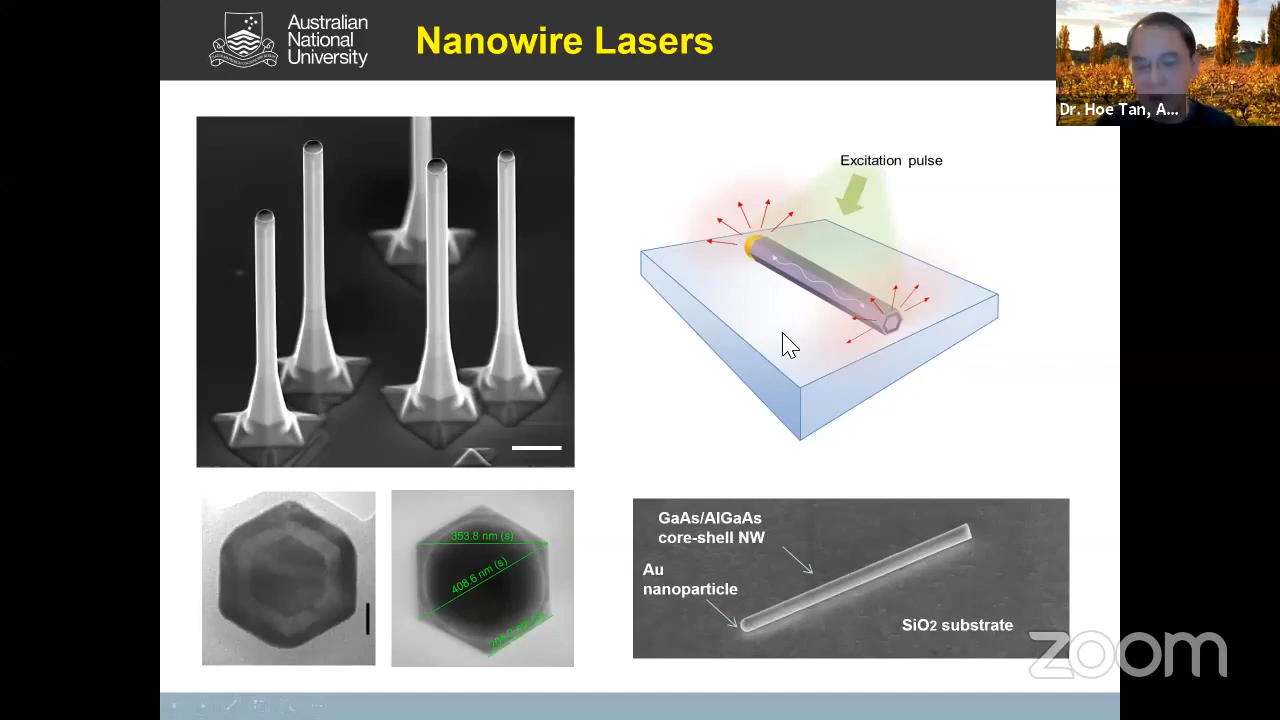 Australian
National
University
Nanowire Lasers
Dr. Hoe Tan, A...
Excitation pulse
353.8 nm (s)
408.6 nm (s)
GaAs/AlGaAs
core-shell NW
Au
nanoparticle
SiO2 substrate
zoom